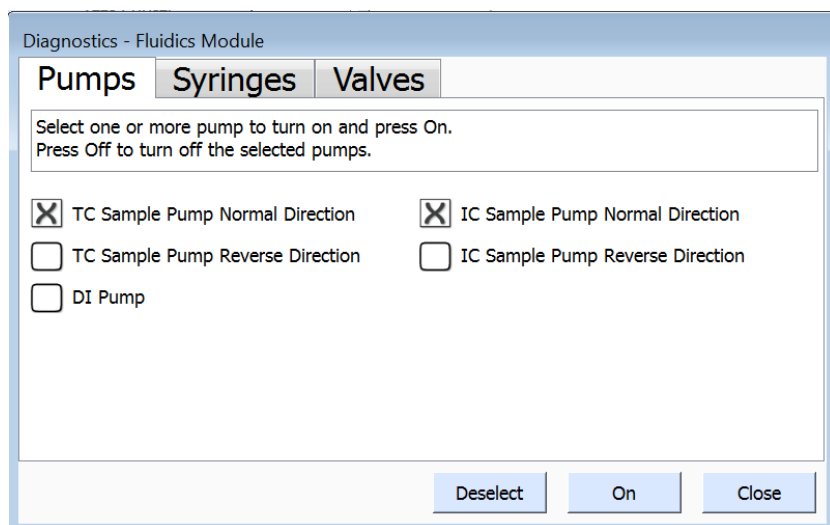 Diagnostics - Fluidics Module
Pumps Syringes Valves
Select one or more pump to turn on and press On.
Press Off to turn off the selected pumps.
TC Sample Pump Normal Direction IC Sample Pump Normal Direction
TC Sample Pump Reverse Direction IC Sample Pump Reverse Direction
DI Pump
Deselect On Close